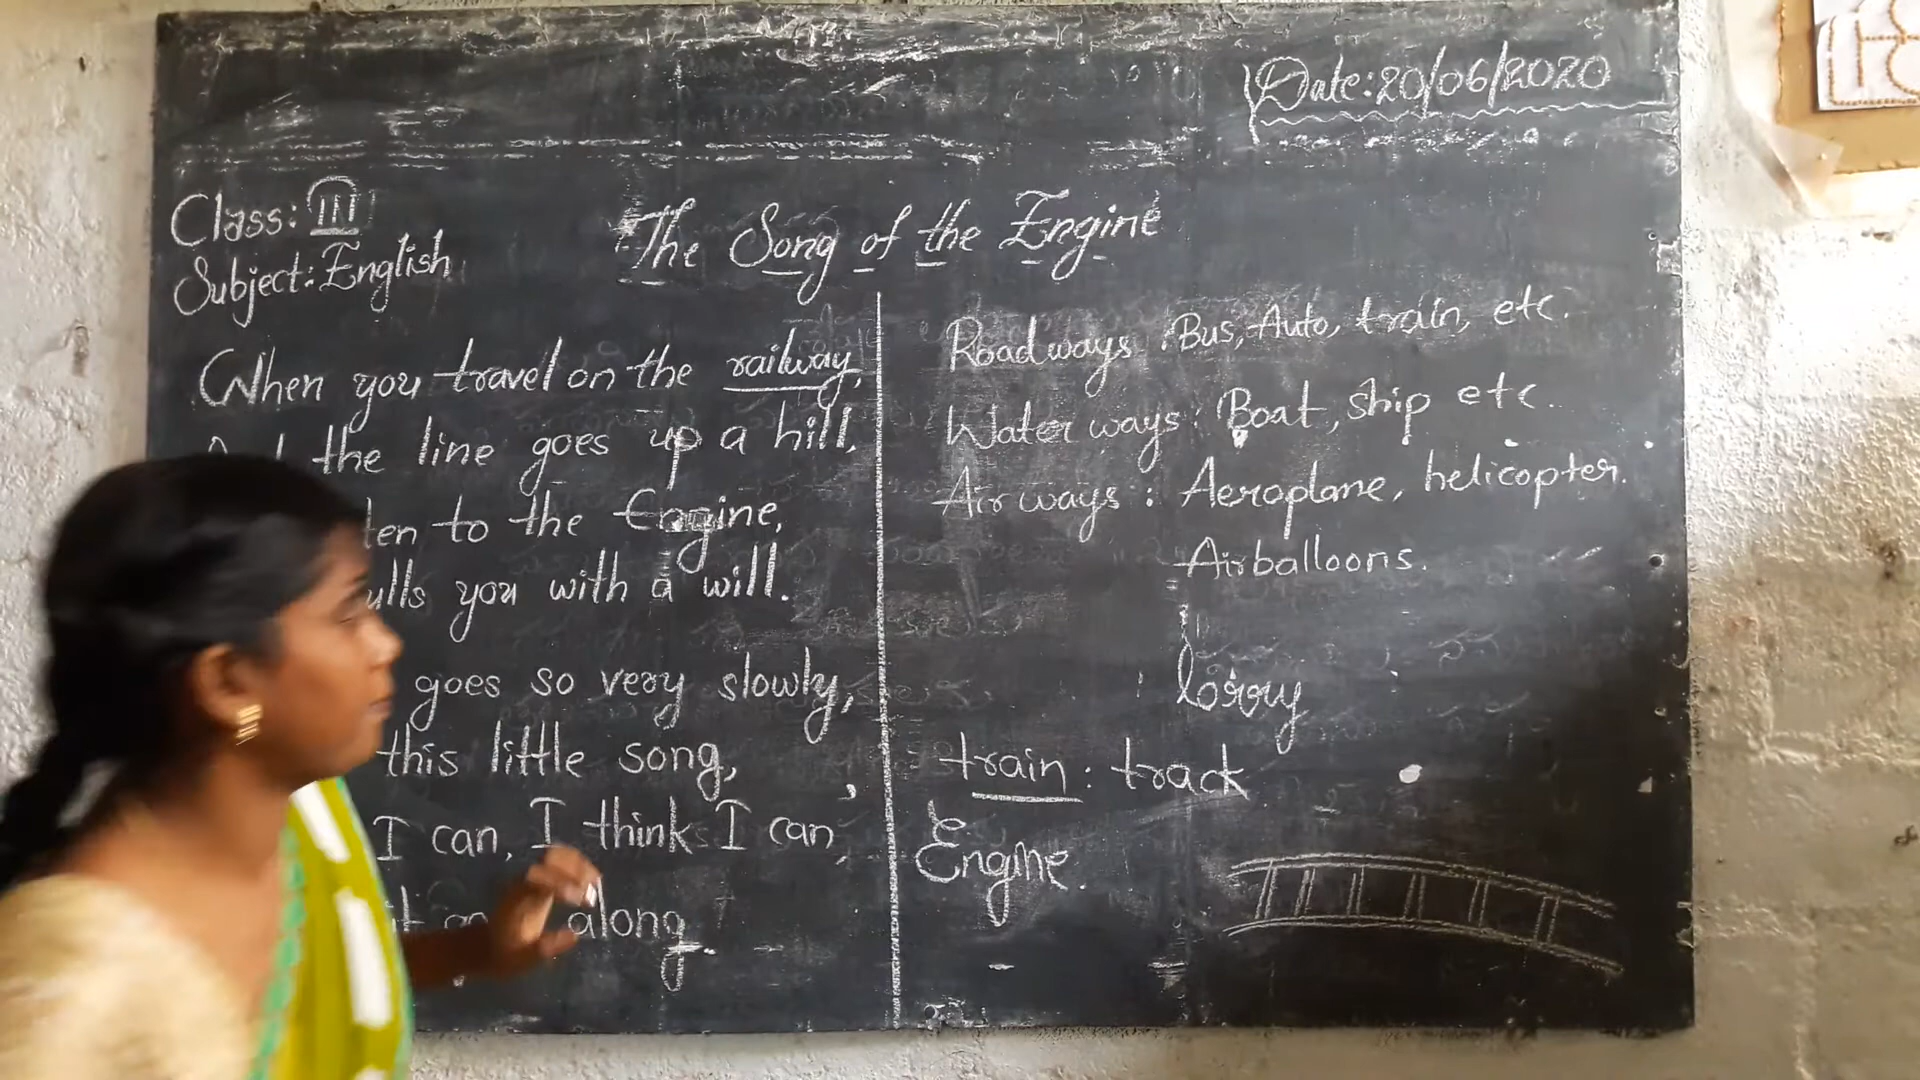 Date: 20/06/2020
Class: III
Subject: English
The Song of the Engine
When you travel on the railway,
the line goes up a hill,
ten to the Engine,
ulls you with a will.
goes so very slowly,
this little song,
I can, I think I can,
along.
Roadways : Bus, Auto, train, etc.
Water ways : Boat, ship etc.
Airways : Aeroplane, helicopter.
Airballoons.
lorry
train : track
Engine.